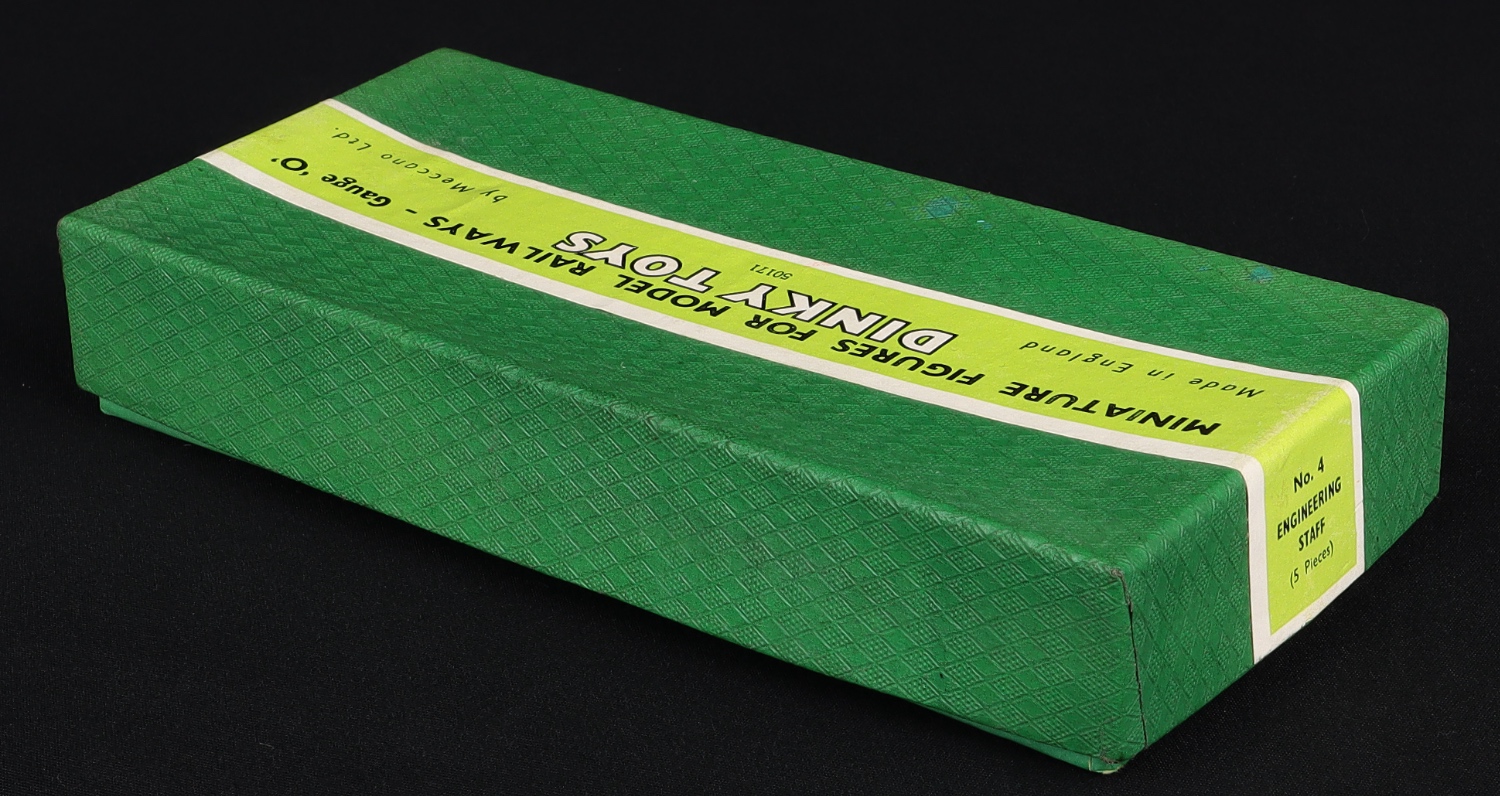 MINIATURE FIGURES FOR MODEL RAILWAYS - Gauge 'O'
DINKY TOYS
Made in England
50171
by Meccano Ltd.
No. 4
ENGINEERING
STAFF
(5 Pieces)